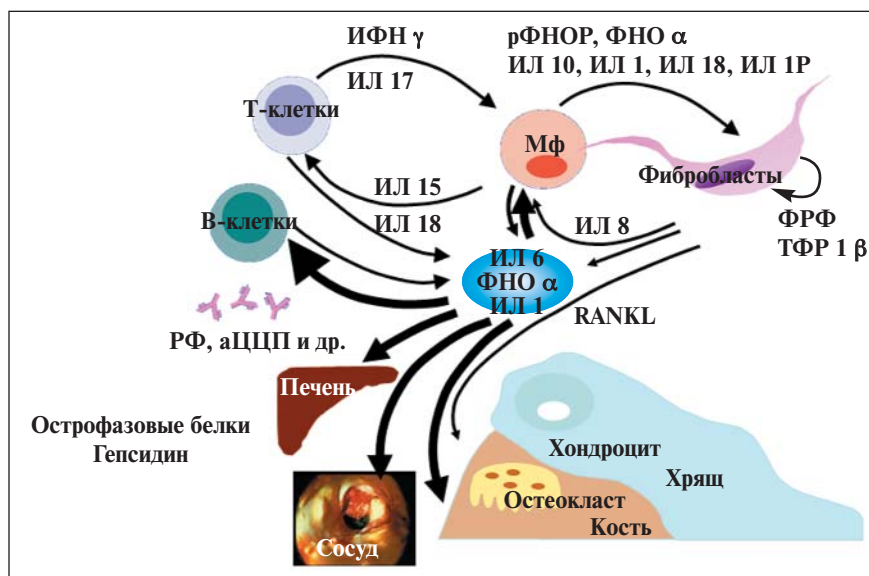 ИФН γ
ИЛ 17
рФНОР, ФНО α
ИЛ 10, ИЛ 1, ИЛ 18, ИЛ 1Р
Т-клетки
Мф
Фибробласты
ФРФ
ТФР 1 β
ИЛ 15
ИЛ 18
ИЛ 8
В-клетки
ИЛ 6
ФНО α
ИЛ 1
RANKL
РФ, аЦЦП и др.
Печень
Острофазовые белки
Гепсидин
Сосуд
Хондроцит
Хрящ
Остеокласт
Кость